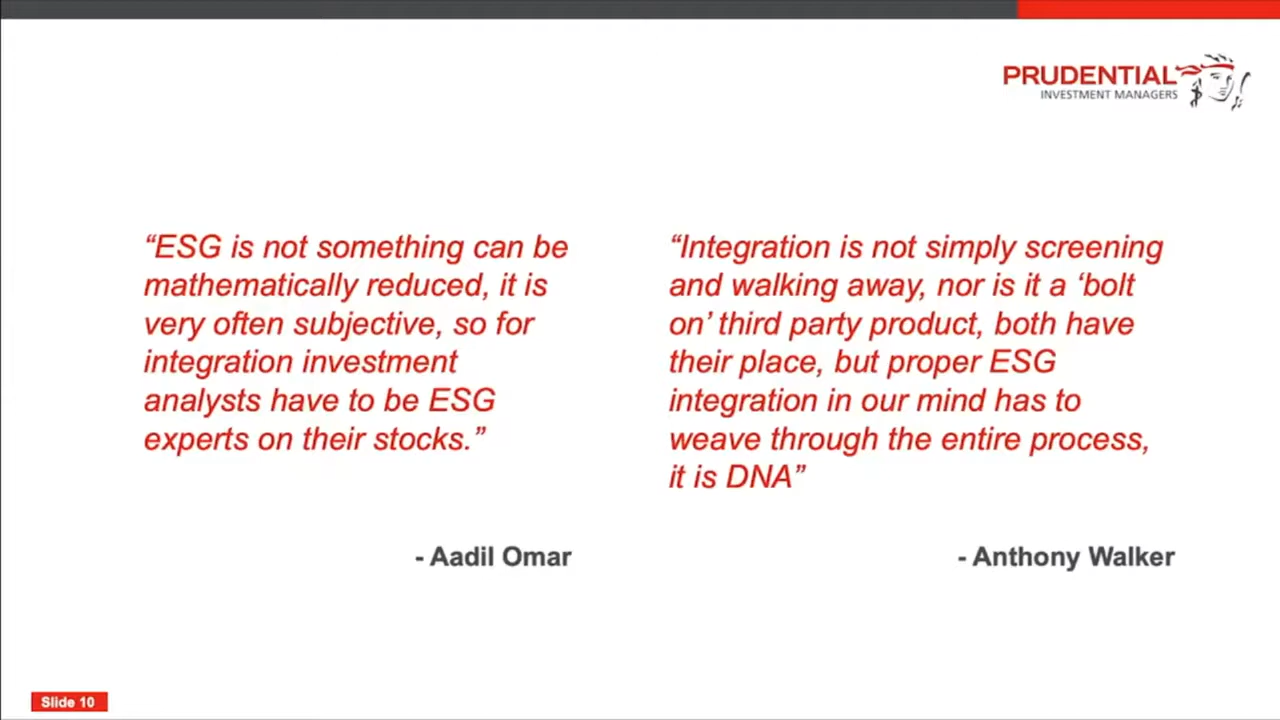 PRUDENTIAL
INVESTMENT MANAGERS
“ESG is not something can be
mathematically reduced, it is
very often subjective, so for
integration investment
analysts have to be ESG
experts on their stocks.”
- Aadil Omar
“Integration is not simply screening
and walking away, nor is it a ‘bolt
on’ third party product, both have
their place, but proper ESG
integration in our mind has to
weave through the entire process,
it is DNA”
- Anthony Walker
Slide 10